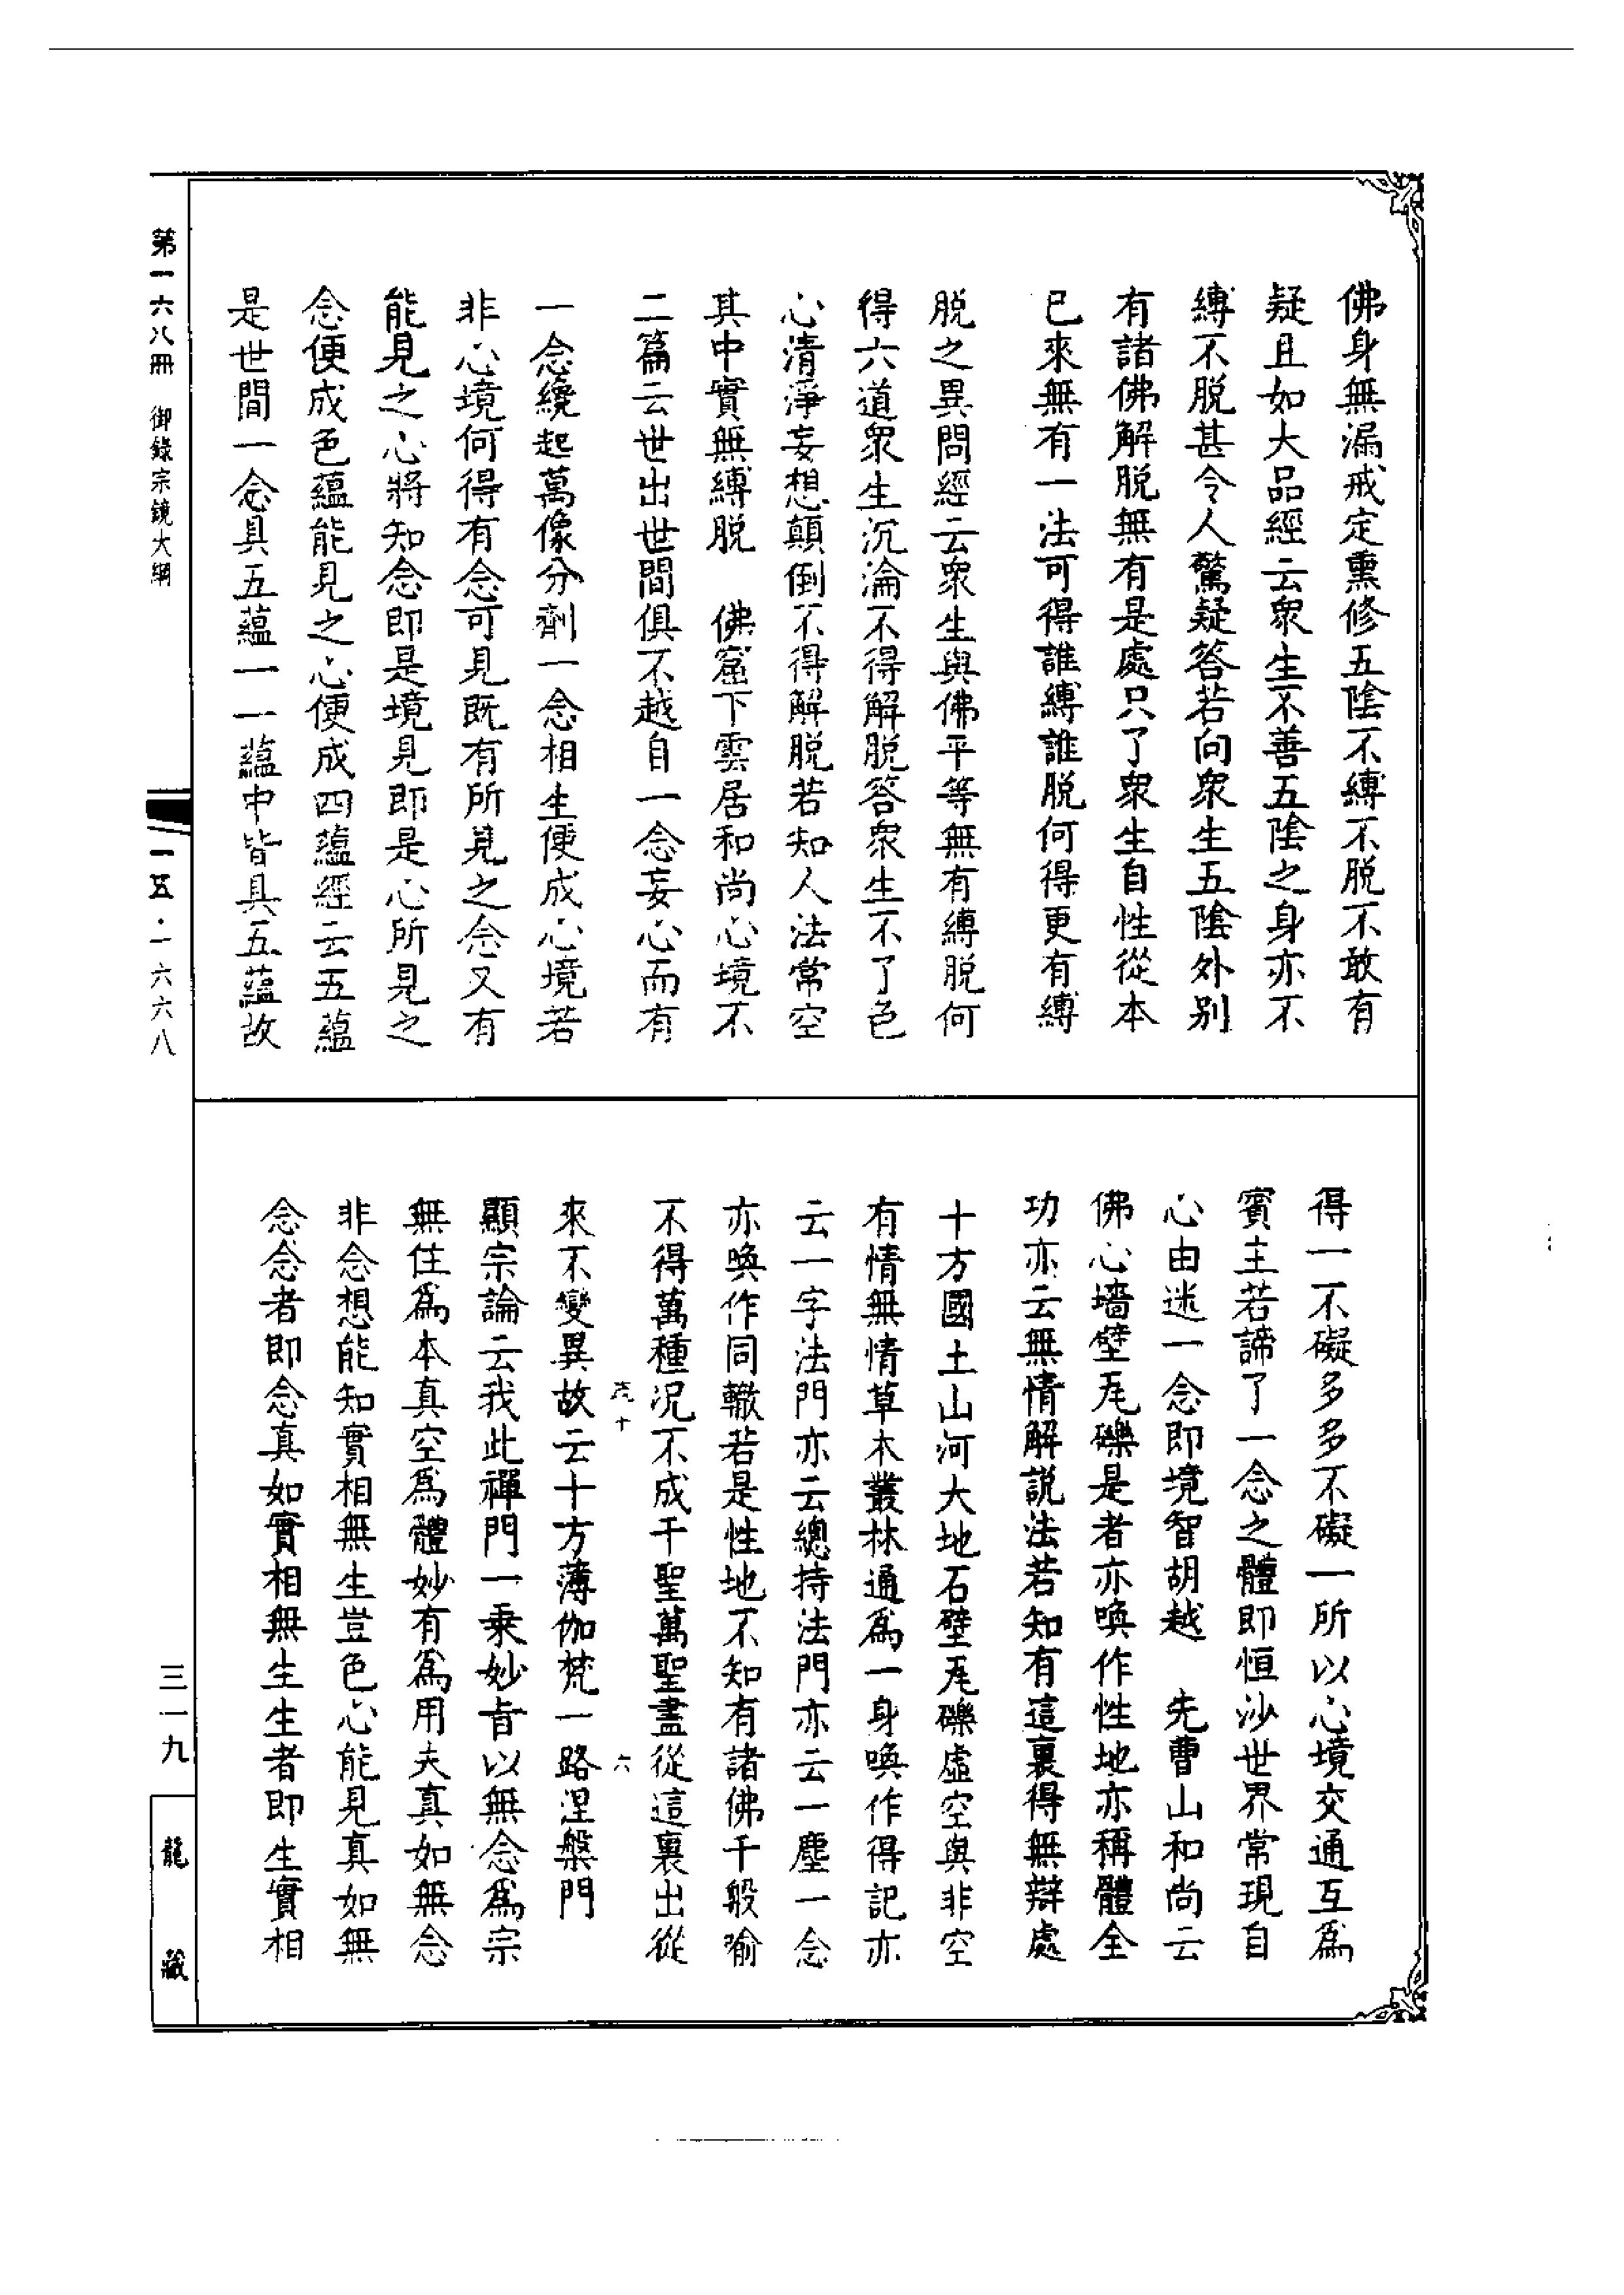 佛身無漏戒定熏修五陰不縛不脫不敢有
疑且如大品經云衆生不善五陰之身亦不
縛不脫甚令人驚疑答若向衆生五陰外別
有諸佛解脫無有是處只了衆生自性從本
已來無有一法可得誰縛誰脫何得更有縛
脫之異問經云衆生與佛平等無有縛脫何
得六道衆生沉淪不得解脫答衆生不了色
心清淨妄想顛倒不得解脫若知人法常空
其中實無縛脫　佛窟下雲居和尚心境不
二篇云世出世間俱不越自一念妄心而有
一念纔起萬像分劑一念相生便成心境若
非心境何得有念可見既有所見之念又有
能見之心將知念即是境見即是心所見之
念便成色蘊能見之心便成四蘊經云五蘊
是世間一念具五蘊一一蘊中皆具五蘊故
得一不礙多多不礙一所以心境交通互爲
賓主若諦了一念之體即恒沙世界常現自
心由迷一念即境智胡越　先曹山和尚云
佛心墻壁瓦礫是者亦喚作性地亦稱體全
功亦云無情解說法若知有這裏得無辯處
十方國土山河大地石壁瓦礫虛空與非空
有情無情草木叢林通爲一身喚作得記亦
云一字法門亦云總持法門亦云一塵一念
亦喚作同轍若是性地不知有諸佛千般喻
不得萬種況不成千聖萬聖盡從這裏出從
來不變異故云十方薄伽梵一路涅槃門
顯宗論云我此禪門一乘妙旨以無念爲宗
無住爲本真空爲體妙有爲用夫真如無念
非念想能知實相無生豈色心能見真如無
念念者即念真如實相無生生者即生實相
第一六八冊　御錄宗鏡大綱
一五·一六六八
三一九
龍藏
十
六